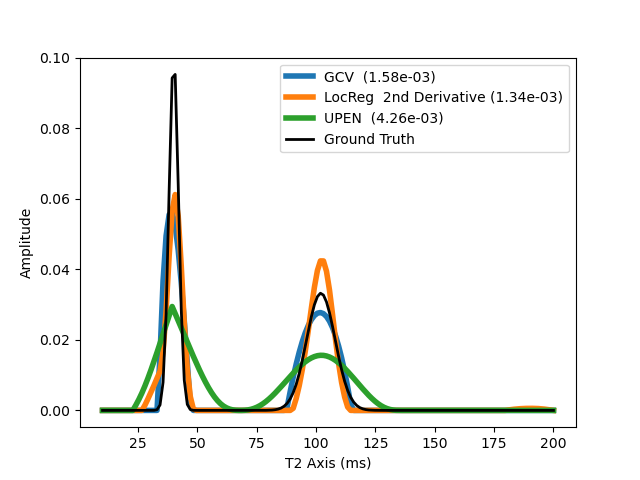 GCV (1.58e-03)
LocReg 2nd Derivative (1.34e-03)
UPEN (4.26e-03)
Ground Truth
Amplitude
0.10
0.08
0.06
0.04
0.02
0.00
25 50 75 100 125 150 175 200
T2 Axis (ms)